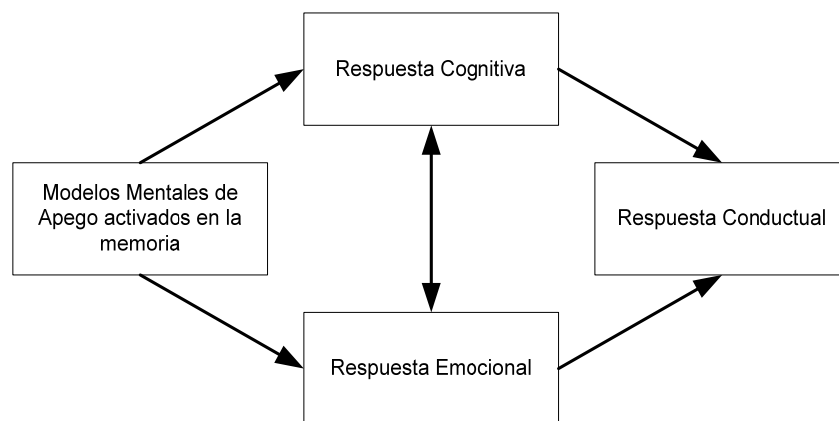 Respuesta Cognitiva
Modelos Mentales de
Apego activados en la
memoria
Respuesta Conductual
Respuesta Emocional